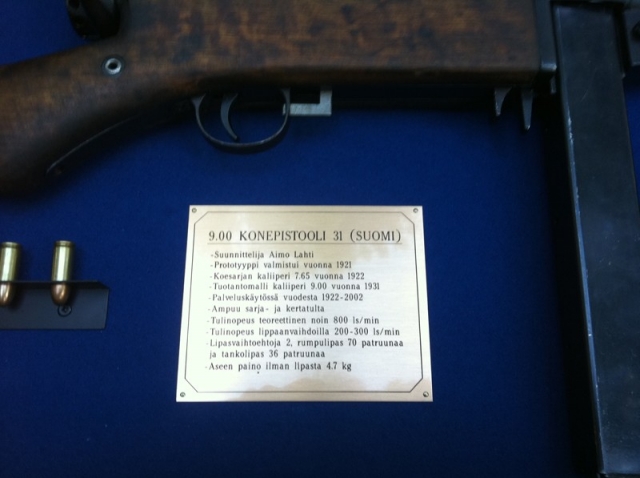 9.00 KONEPISTOOLI 31 (SUOMI)
-Suunnittelija Aimo Lahti
-Prototyyppi valmistui vuonna 1921
-Koesarjan kaliiperi 7.65 vuonna 1922
-Tuotantomalli kaliiperi 9.00 vuonna 1931
-Palveluskäytössä vuodesta 1922-2002
-Ampuu sarja- ja kertatulta
-Tulinopeus teoreettinen noin 800 ls/min
-Tulinopeus lippaanvaihdoilla 200-300 ls/min
-Lipasvaihtoehtoja 2, rumpulipas 70 patruunaa
ja tankolipas 36 patruunaa
-Aseen paino ilman lipasta 4.7 kg